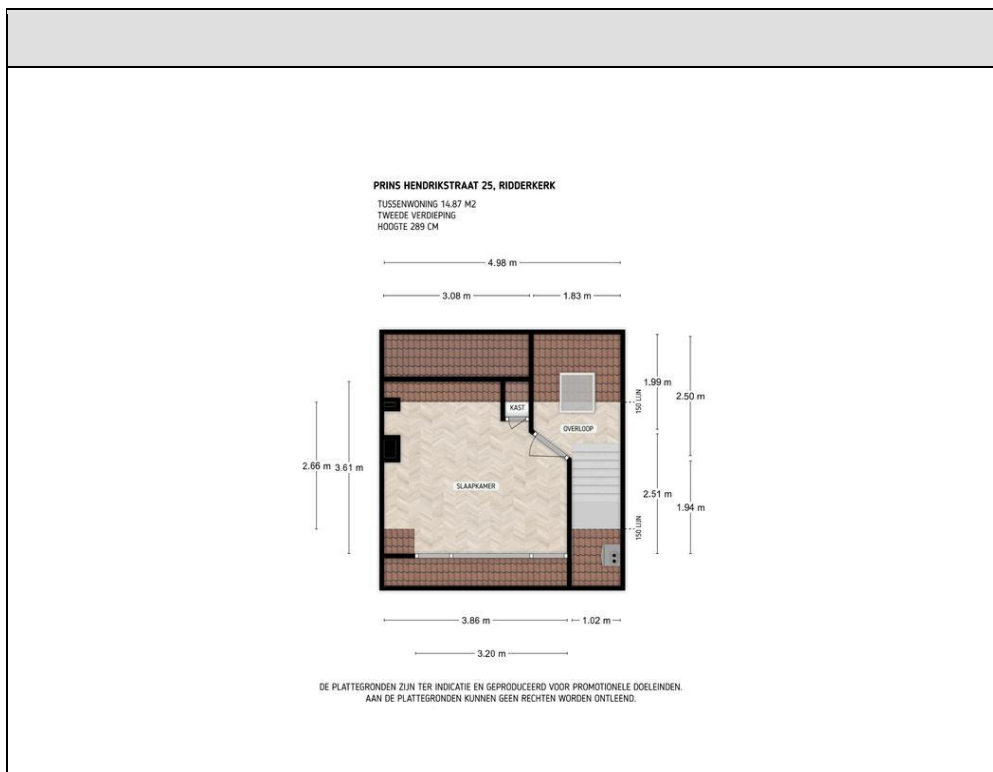 PRINS HENDRIKSTRAAT 25, RIDDERKERK
TUSSENWONING 14.87 M2
TWEEDE VERDIEPING
HOOGTE 289 CM
4.98 m
3.08 m
1.83 m
1.99 m
2.50 m
150 LIJN
KAST
OVERLOOP
2.66 m
3.61 m
SLAAPKAMER
2.51 m
1.94 m
150 LIJN
3.86 m
1.02 m
3.20 m
DE PLATTEGRONDEN ZIJN TER INDICATIE EN GEPRODUCEERD VOOR PROMOTIONELE DOELEINDEN.
AAN DE PLATTEGRONDEN KUNNEN GEEN RECHTEN WORDEN ONTLEEND.